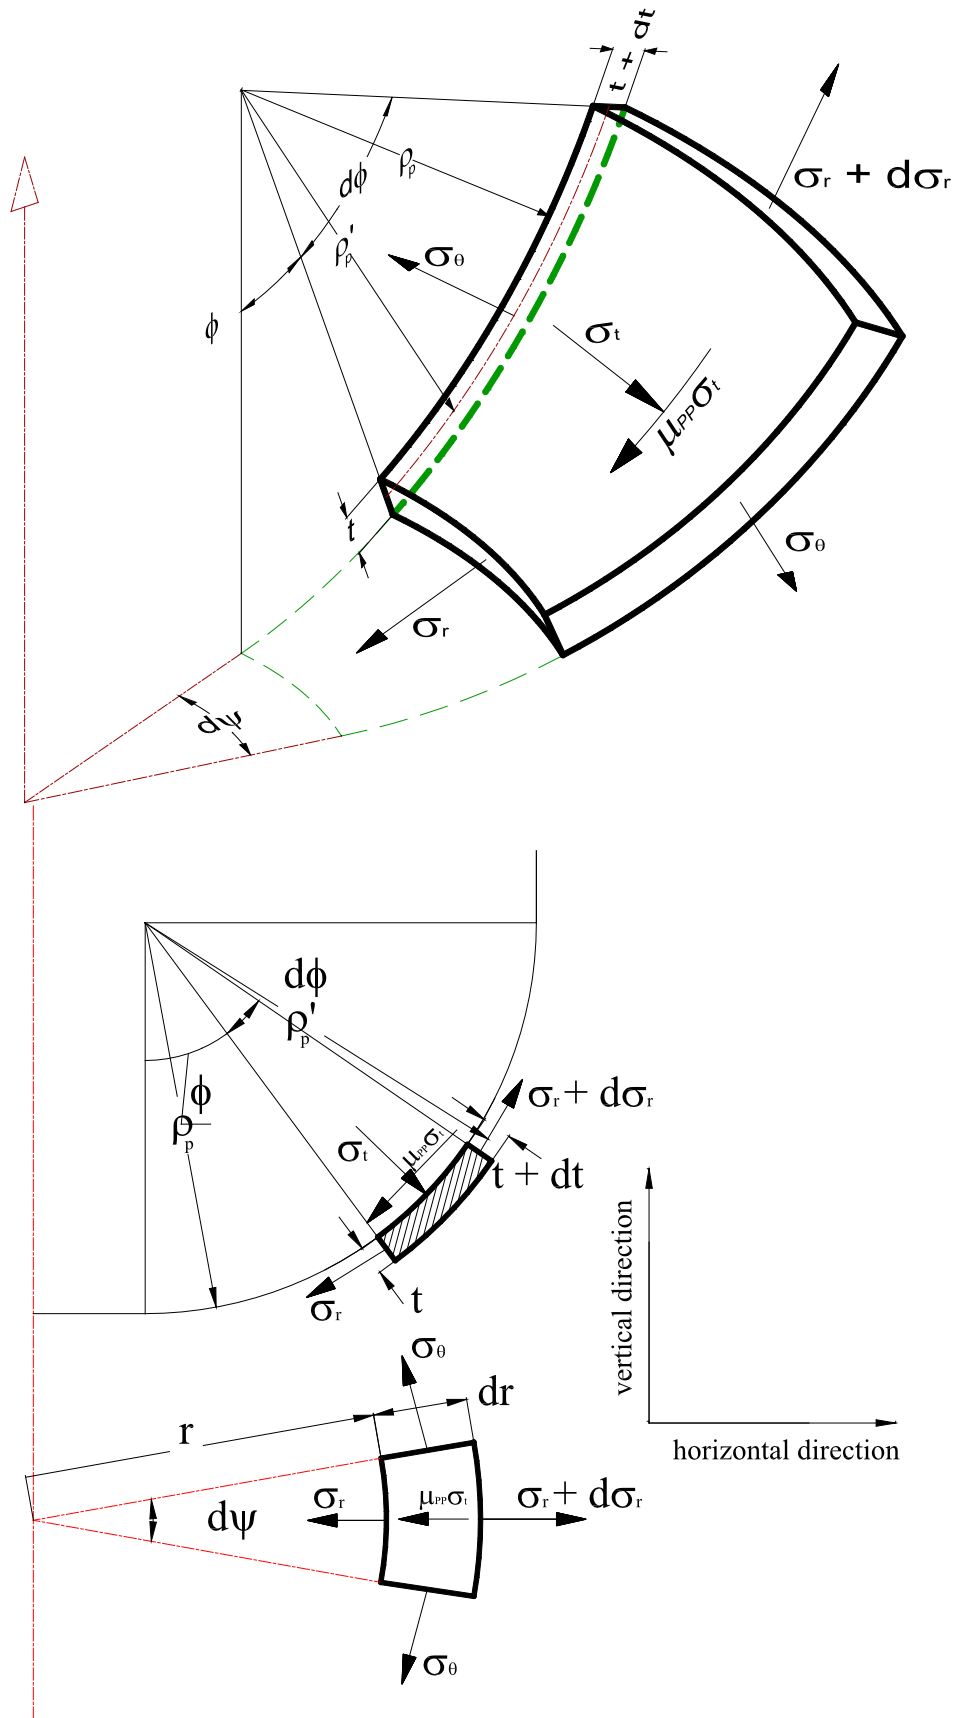 t + dt
σr + dσr
dϕ
ρp
ρp'
σθ
ϕ
σt
μPPσt
t
σθ
σr
dψ
dϕ
ρp'
ϕ
ρp
σr + dσr
σt
μPPσt
t + dt
t
σr
vertical direction
horizontal direction
σθ
dr
r
σr
μPPσt
σr + dσr
dψ
σθ